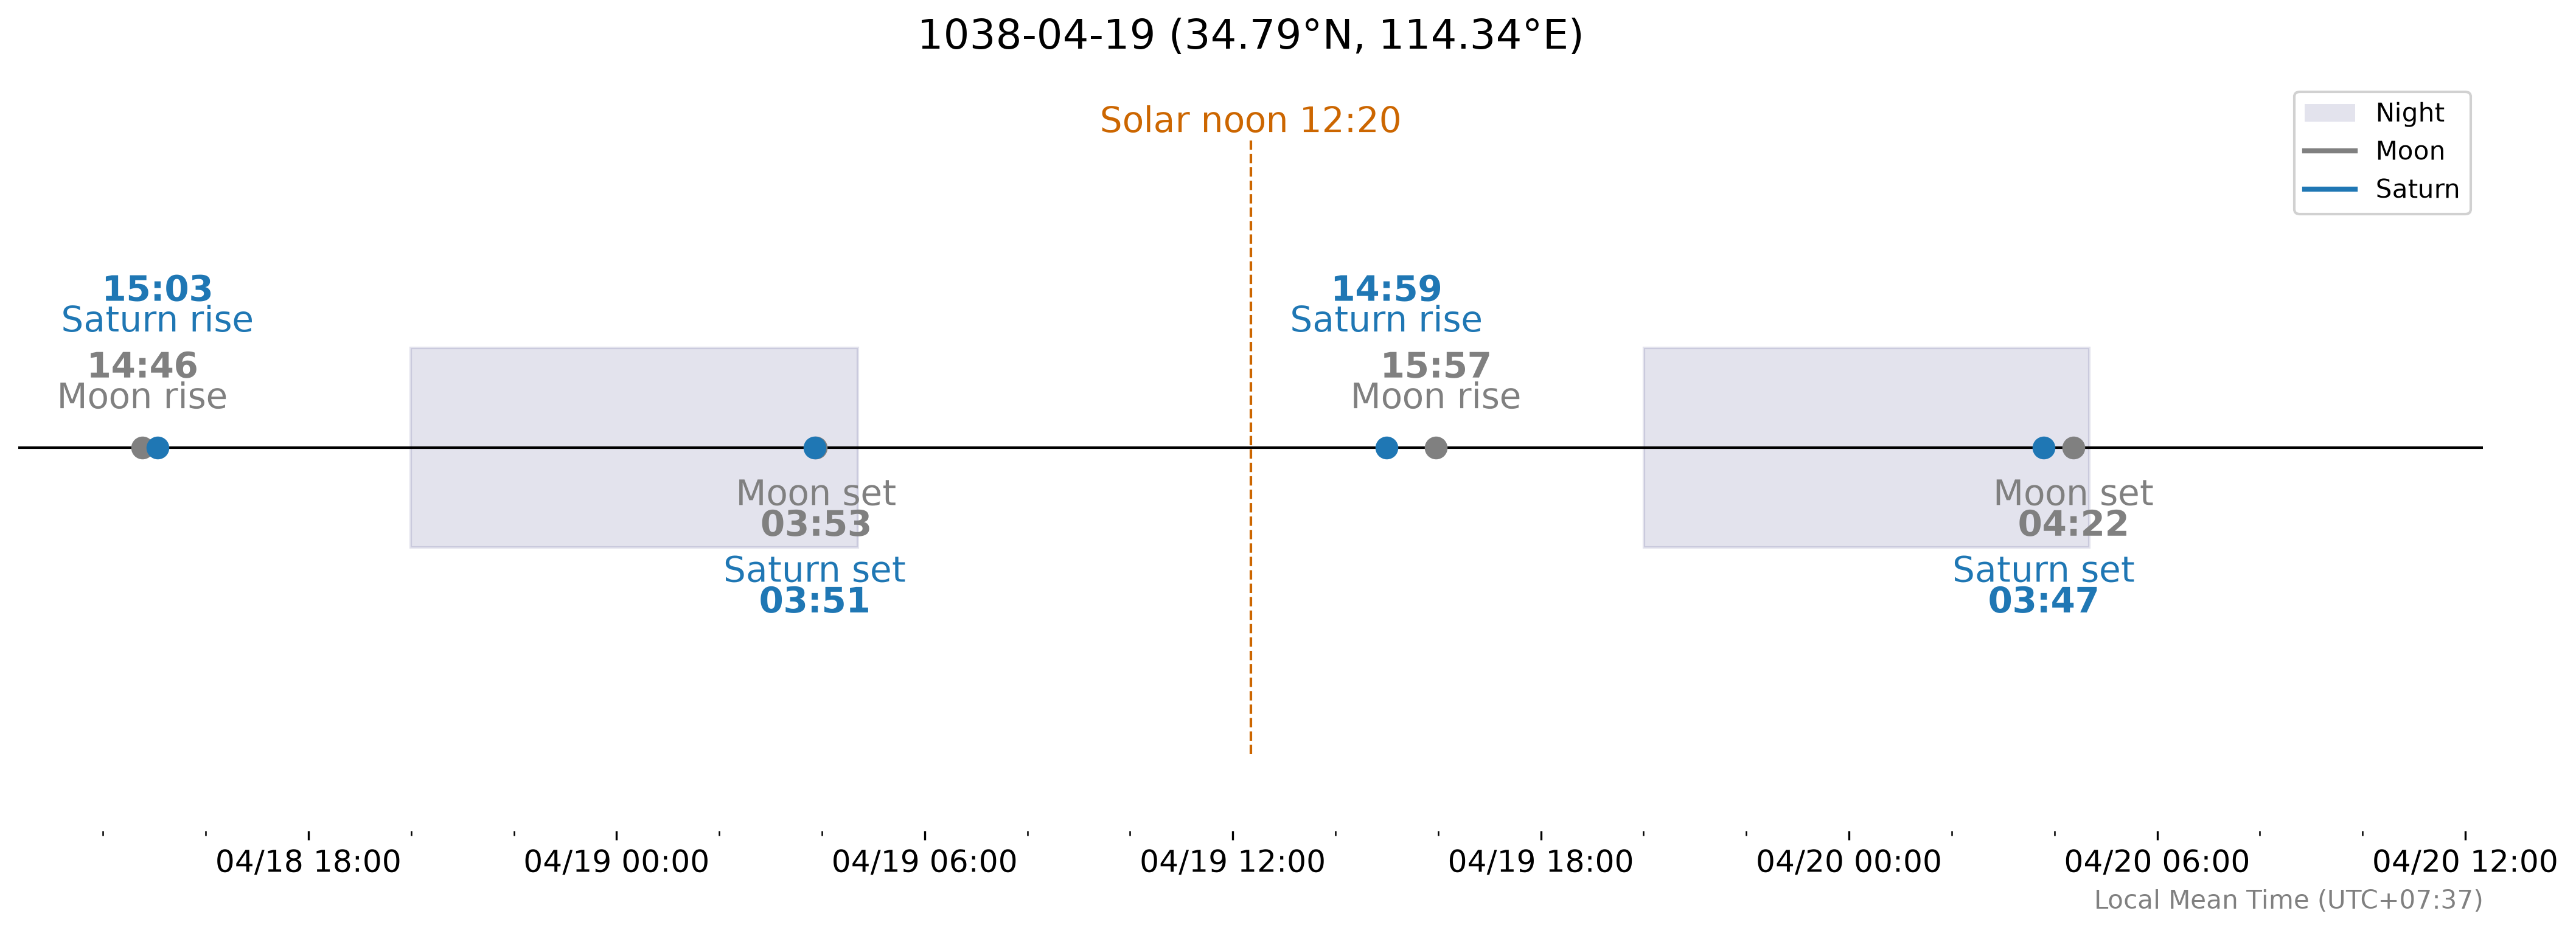 1038-04-19 (34.79°N, 114.34°E)
Solar noon 12:20
Night
Moon
Saturn
15:03
Saturn rise
14:46
Moon rise
14:59
Saturn rise
15:57
Moon rise
Moon set
03:53
Saturn set
03:51
Moon set
04:22
Saturn set
03:47
04/18 18:00
04/19 00:00
04/19 06:00
04/19 12:00
04/19 18:00
04/20 00:00
04/20 06:00
04/20 12:00
Local Mean Time (UTC+07:37)